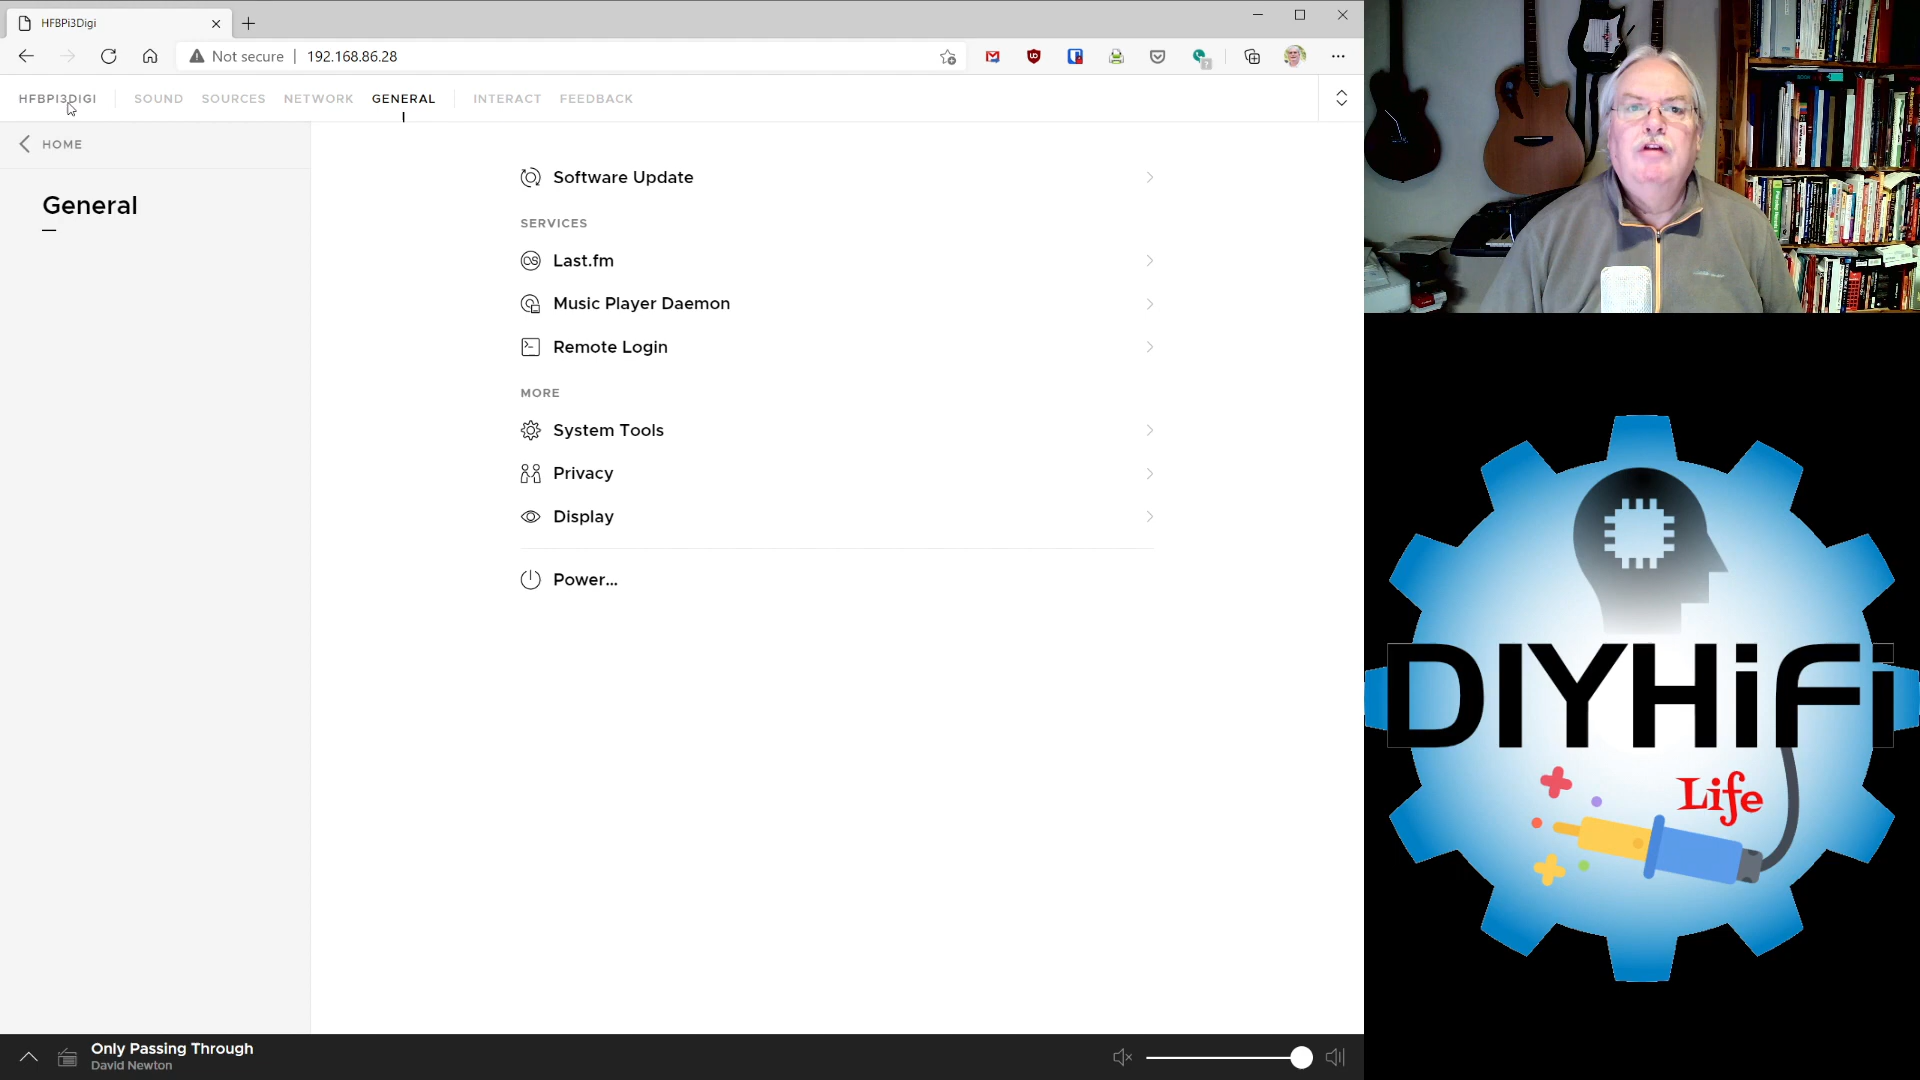 HFBPi3Digi
Not secure | 192.168.86.28
HFBPI3DIGI SOUND SOURCES NETWORK GENERAL INTERACT FEEDBACK
HOME
General
Software Update
SERVICES
Last.fm
Music Player Daemon
Remote Login
MORE
System Tools
Privacy
Display
Power...
Only Passing Through
David Newton
DIYHiFi
Life